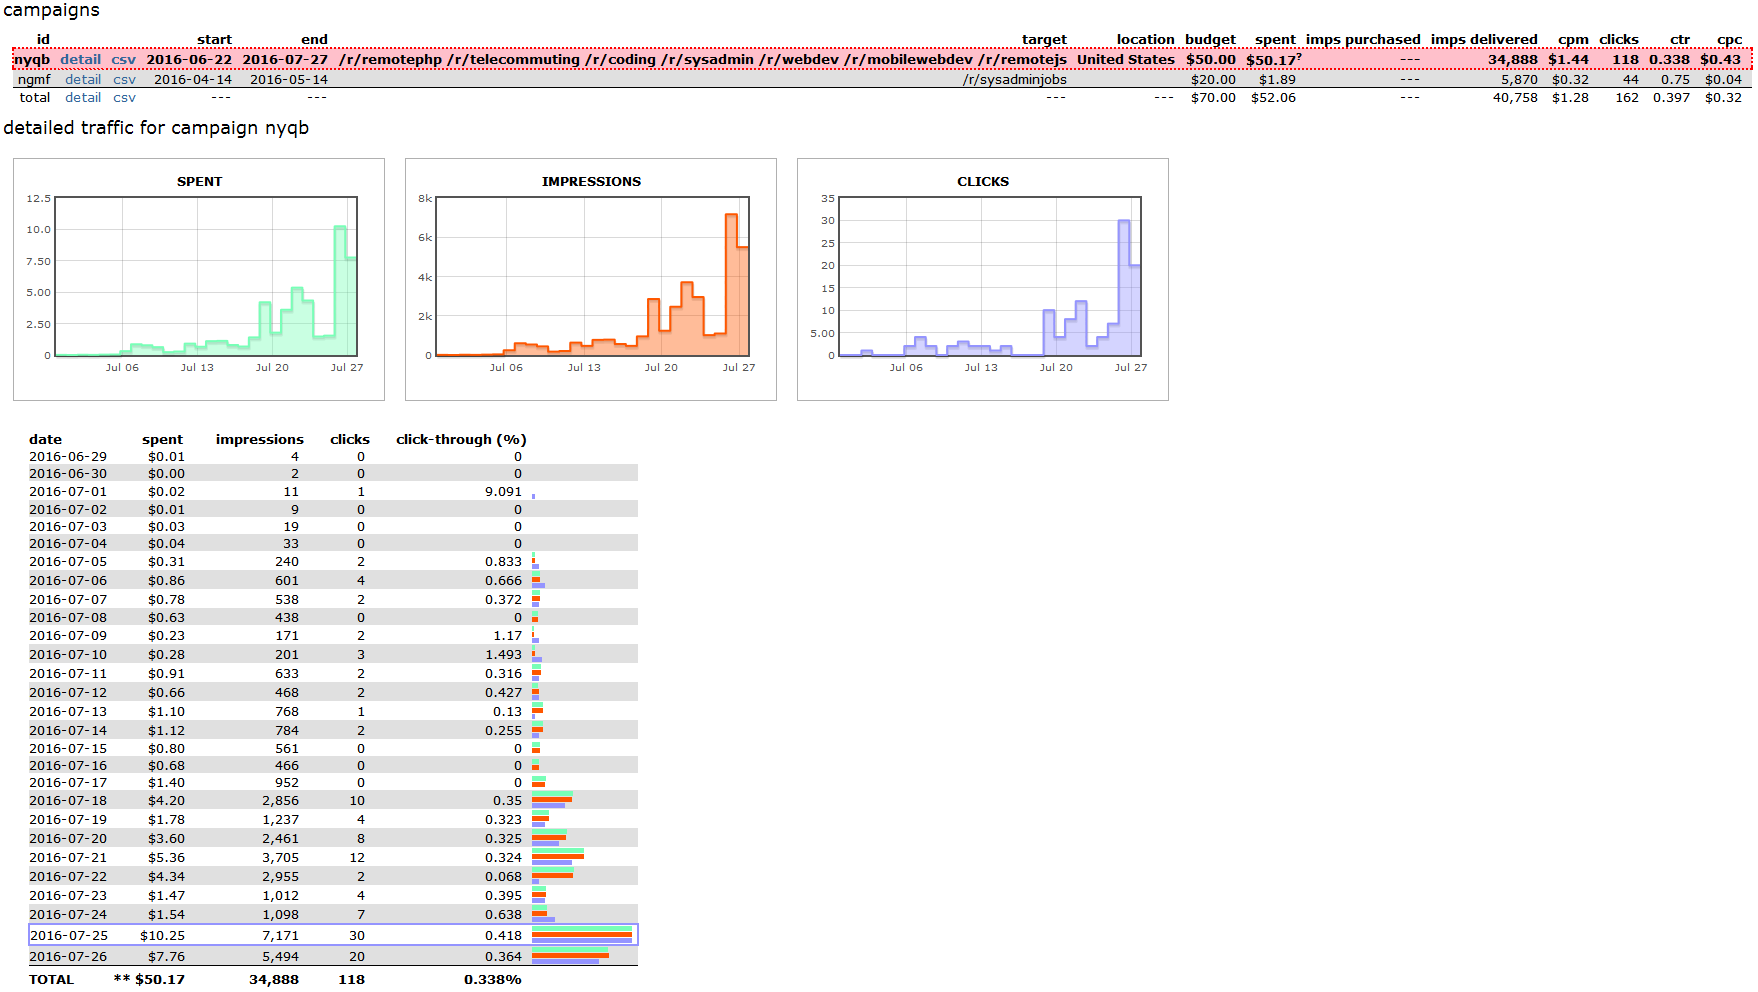 campaigns
id start end target location budget spent imps purchased imps delivered cpm clicks ctr cpc
nyqb detail csv 2016-06-22 2016-07-27 /r/remotephp /r/telecommuting /r/coding /r/sysadmin /r/webdev /r/mobilewebdev /r/remotejs United States $50.00 $50.17? --- 34,888 $1.44 118 0.338 $0.43
ngmf detail csv 2016-04-14 2016-05-14 /r/sysadminjobs $20.00 $1.89 5,870 $0.32 44 0.75 $0.04
total detail csv --- --- --- --- $70.00 $52.06 --- 40,758 $1.28 162 0.397 $0.32
detailed traffic for campaign nyqb
SPENT
12.5
10.0
7.50
5.00
2.50
0
Jul 06 Jul 13 Jul 20 Jul 27
IMPRESSIONS
8k
6k
4k
2k
0
Jul 06 Jul 13 Jul 20 Jul 27
CLICKS
35
30
25
20
15
10
5.00
0
Jul 06 Jul 13 Jul 20 Jul 27
date spent impressions clicks click-through (%)
2016-06-29 $0.01 4 0 0
2016-06-30 $0.00 2 0 0
2016-07-01 $0.02 11 1 9.091
2016-07-02 $0.01 9 0 0
2016-07-03 $0.03 19 0 0
2016-07-04 $0.04 33 0 0
2016-07-05 $0.31 240 2 0.833
2016-07-06 $0.86 601 4 0.666
2016-07-07 $0.78 538 2 0.372
2016-07-08 $0.63 438 0 0
2016-07-09 $0.23 171 2 1.17
2016-07-10 $0.28 201 3 1.493
2016-07-11 $0.91 633 2 0.316
2016-07-12 $0.66 468 2 0.427
2016-07-13 $1.10 768 1 0.13
2016-07-14 $1.12 784 2 0.255
2016-07-15 $0.80 561 0 0
2016-07-16 $0.68 466 0 0
2016-07-17 $1.40 952 0 0
2016-07-18 $4.20 2,856 10 0.35
2016-07-19 $1.78 1,237 4 0.323
2016-07-20 $3.60 2,461 8 0.325
2016-07-21 $5.36 3,705 12 0.324
2016-07-22 $4.34 2,955 2 0.068
2016-07-23 $1.47 1,012 4 0.395
2016-07-24 $1.54 1,098 7 0.638
2016-07-25 $10.25 7,171 30 0.418
2016-07-26 $7.76 5,494 20 0.364
TOTAL ** $50.17 34,888 118 0.338%